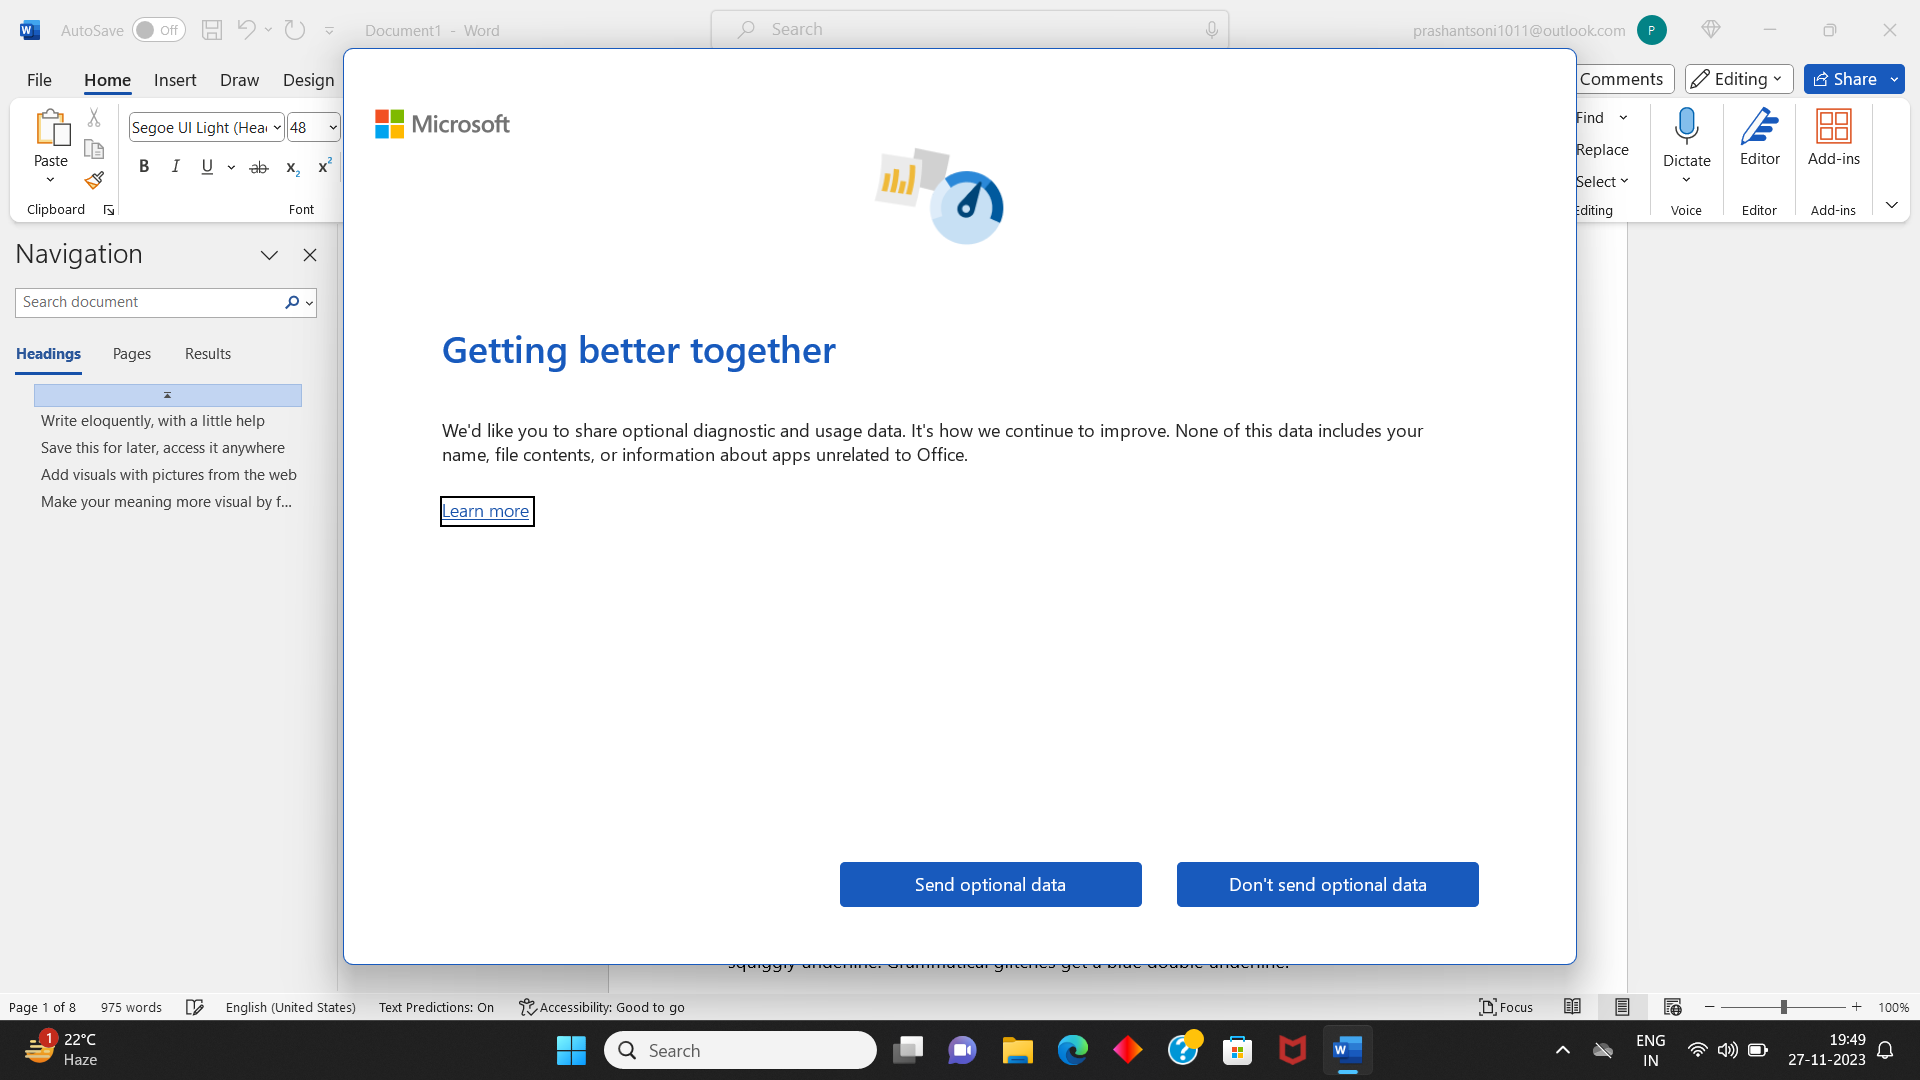 AutoSave Off Document1 - Word Search prashantsoni1011@outlook.com P
File Home Insert Draw Design Comments Editing Share
Paste
Clipboard
Segoe UI Light (Hea 48
B I U ab x2 x2
Font
Find
Replace
Select
Editing
Dictate
Voice
Editor
Editor
Add-ins
Add-ins
Navigation
Search document
Headings Pages Results
Write eloquently, with a little help
Save this for later, access it anywhere
Add visuals with pictures from the web
Make your meaning more visual by f...
Microsoft
Getting better together
We'd like you to share optional diagnostic and usage data. It's how we continue to improve. None of this data includes your
name, file contents, or information about apps unrelated to Office.
Learn more
Send optional data Don't send optional data
squiggly underline. Grammatical glitches get a blue double underline.
Page 1 of 8 975 words English (United States) Text Predictions: On Accessibility: Good to go Focus 100%
1 22°C
Haze
Search
ENG
IN
19:49
27-11-2023